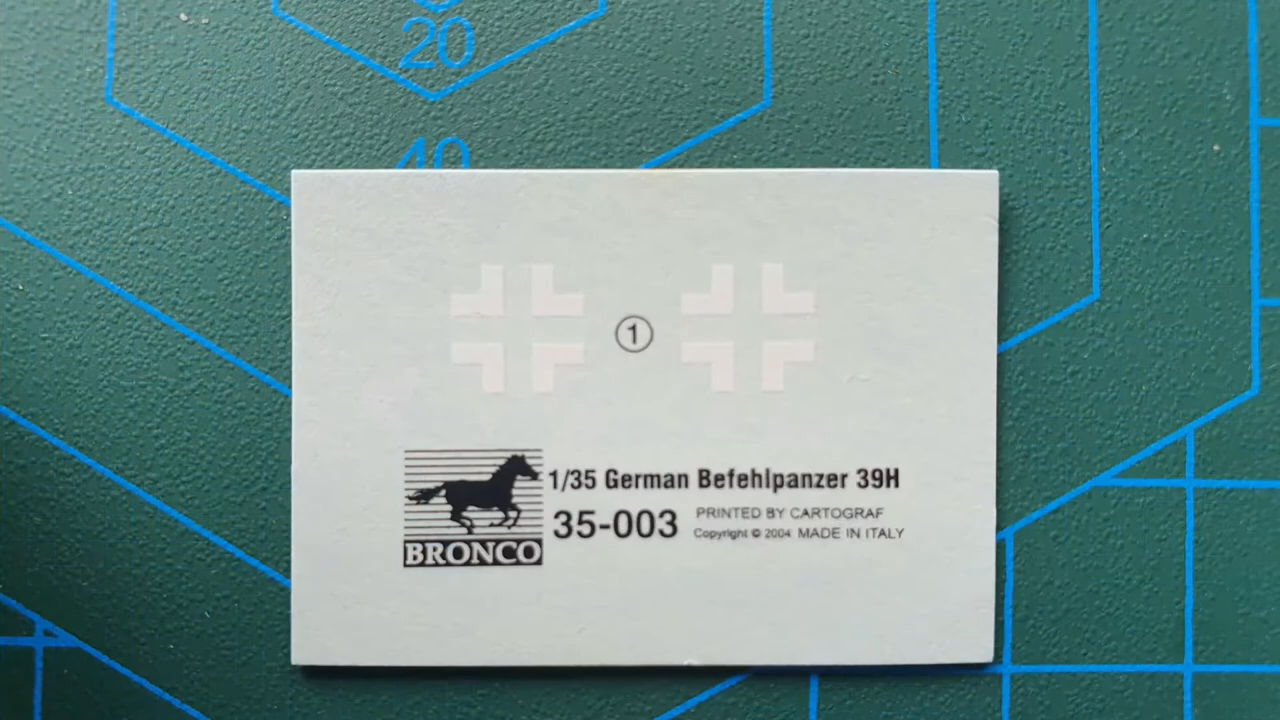 20
40
1
1/35 German Befehlpanzer 39H
35-003
PRINTED BY CARTOGRAF
Copyright © 2004 MADE IN ITALY
BRONCO